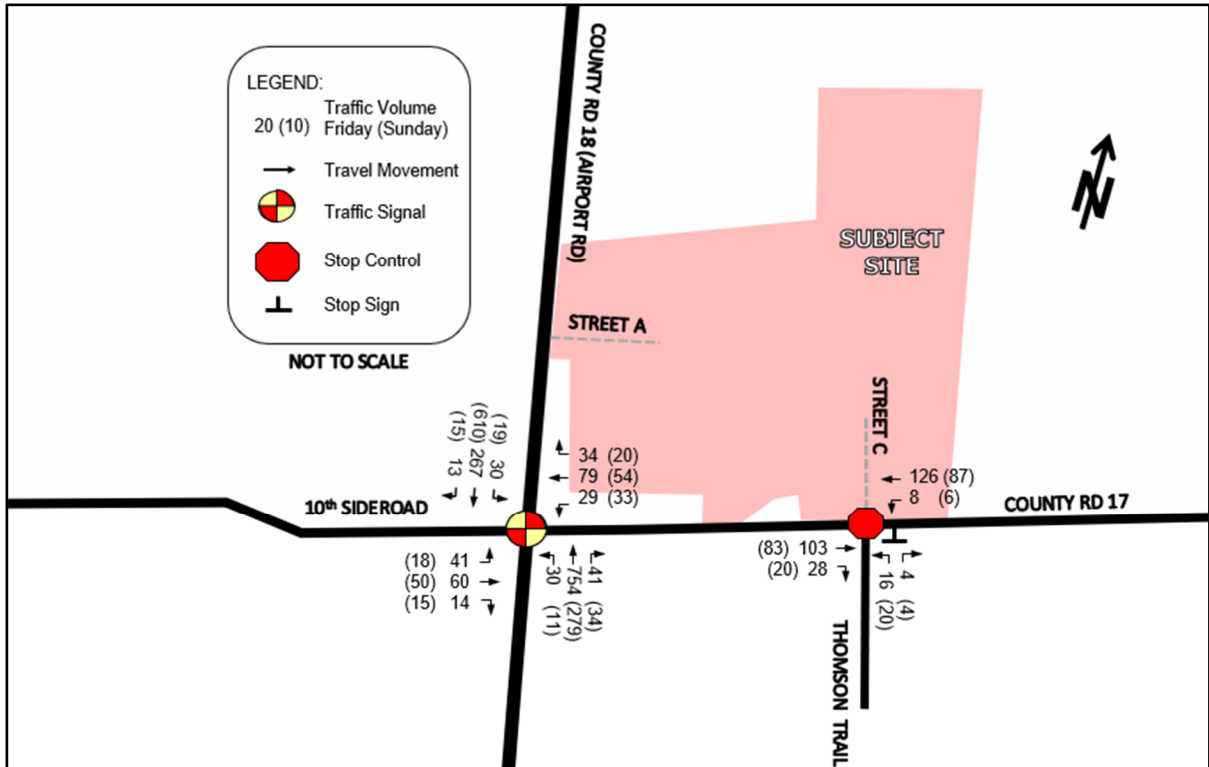 LEGEND:
20 (10)
Traffic Volume
Friday (Sunday)
Travel Movement
Traffic Signal
Stop Control
Stop Sign
NOT TO SCALE
COUNTY RD 18 (AIRPORT RD)
N
SUBJECT
SITE
STREET A
STREET C
(15) 13
(610) 267
(19) 30
34 (20)
79 (54)
29 (33)
126 (87)
8 (6)
10th SIDEROAD
COUNTY RD 17
(18) 41
(50) 60
(15) 14
30 (11)
754 (279)
41 (34)
(83) 103
(20) 28
16 (20)
4 (4)
THOMSON TRAIL